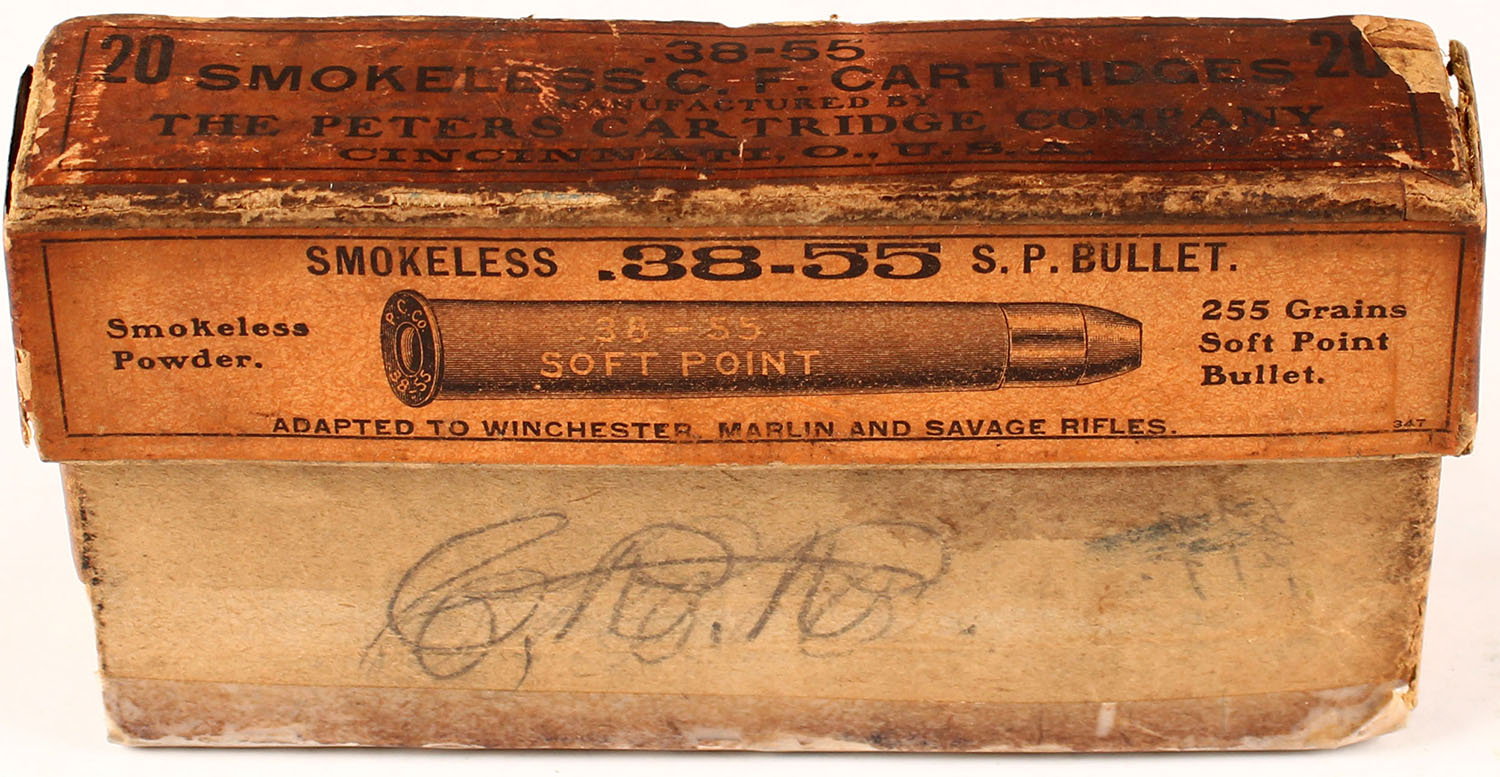 20 .38-55 20
SMOKELESS C. F. CARTRIDGES
MANUFACTURED BY
THE PETERS CARTRIDGE COMPANY,
CINCINNATI, O., U. S. A.
SMOKELESS .38-55 S. P. BULLET.
Smokeless
Powder.
P. C. Co.
.38-55
38-55
SOFT POINT
255 Grains
Soft Point
Bullet.
ADAPTED TO WINCHESTER, MARLIN AND SAVAGE RIFLES.
347